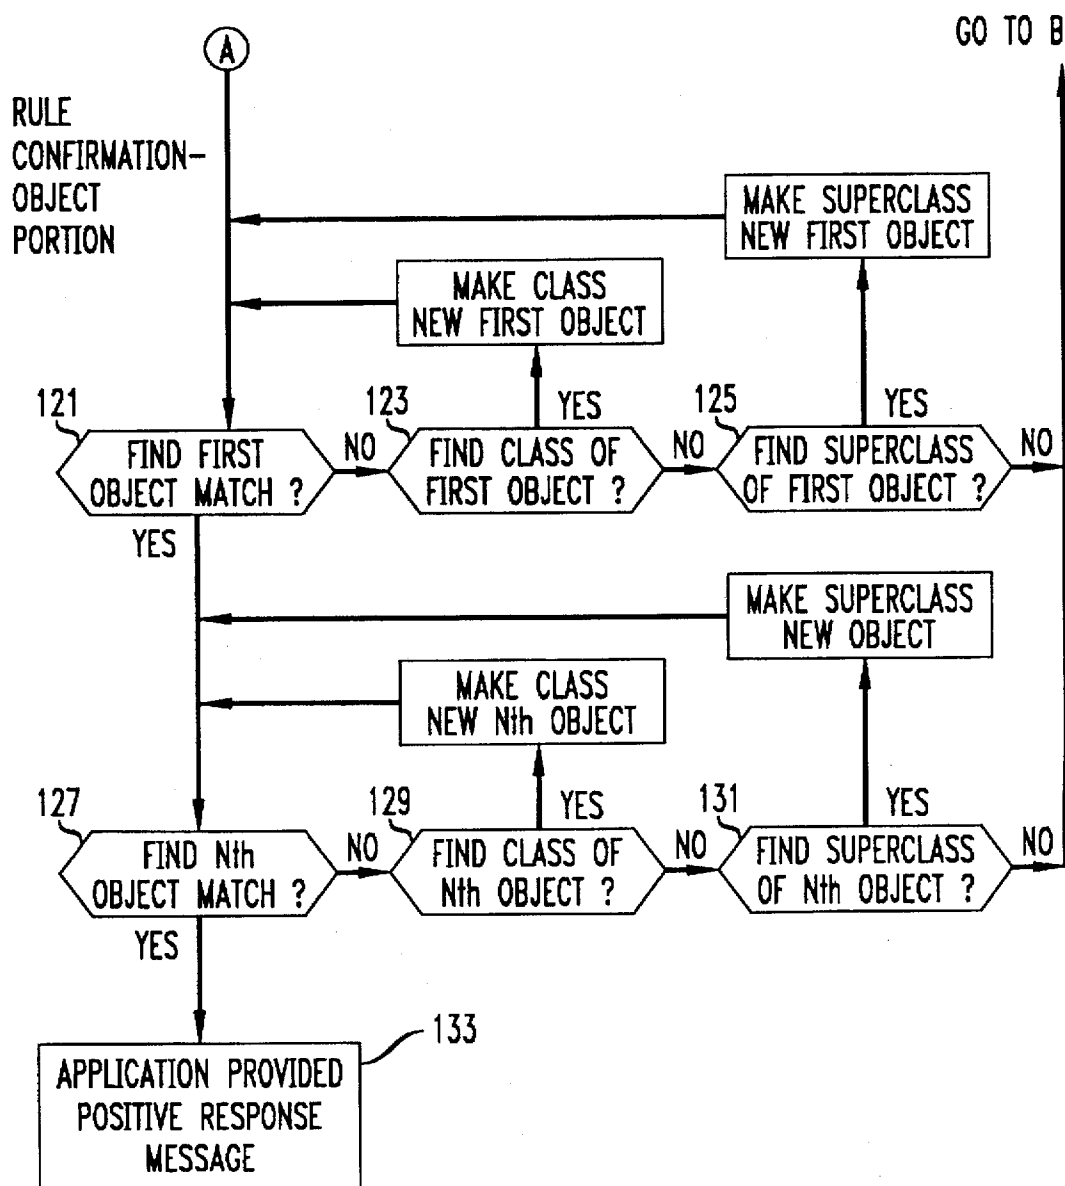 GO TO B
A
RULE
CONFIRMATION-
OBJECT
PORTION
MAKE SUPERCLASS
NEW FIRST OBJECT
MAKE CLASS
NEW FIRST OBJECT
121
123
YES
125
YES
FIND FIRST
OBJECT MATCH ?
NO
FIND CLASS OF
FIRST OBJECT ?
NO
FIND SUPERCLASS
OF FIRST OBJECT ?
NO
YES
MAKE SUPERCLASS
NEW OBJECT
MAKE CLASS
NEW Nth OBJECT
127
129
YES
131
YES
FIND Nth
OBJECT MATCH ?
NO
FIND CLASS OF
Nth OBJECT ?
NO
FIND SUPERCLASS
OF Nth OBJECT ?
NO
YES
133
APPLICATION PROVIDED
POSITIVE RESPONSE
MESSAGE